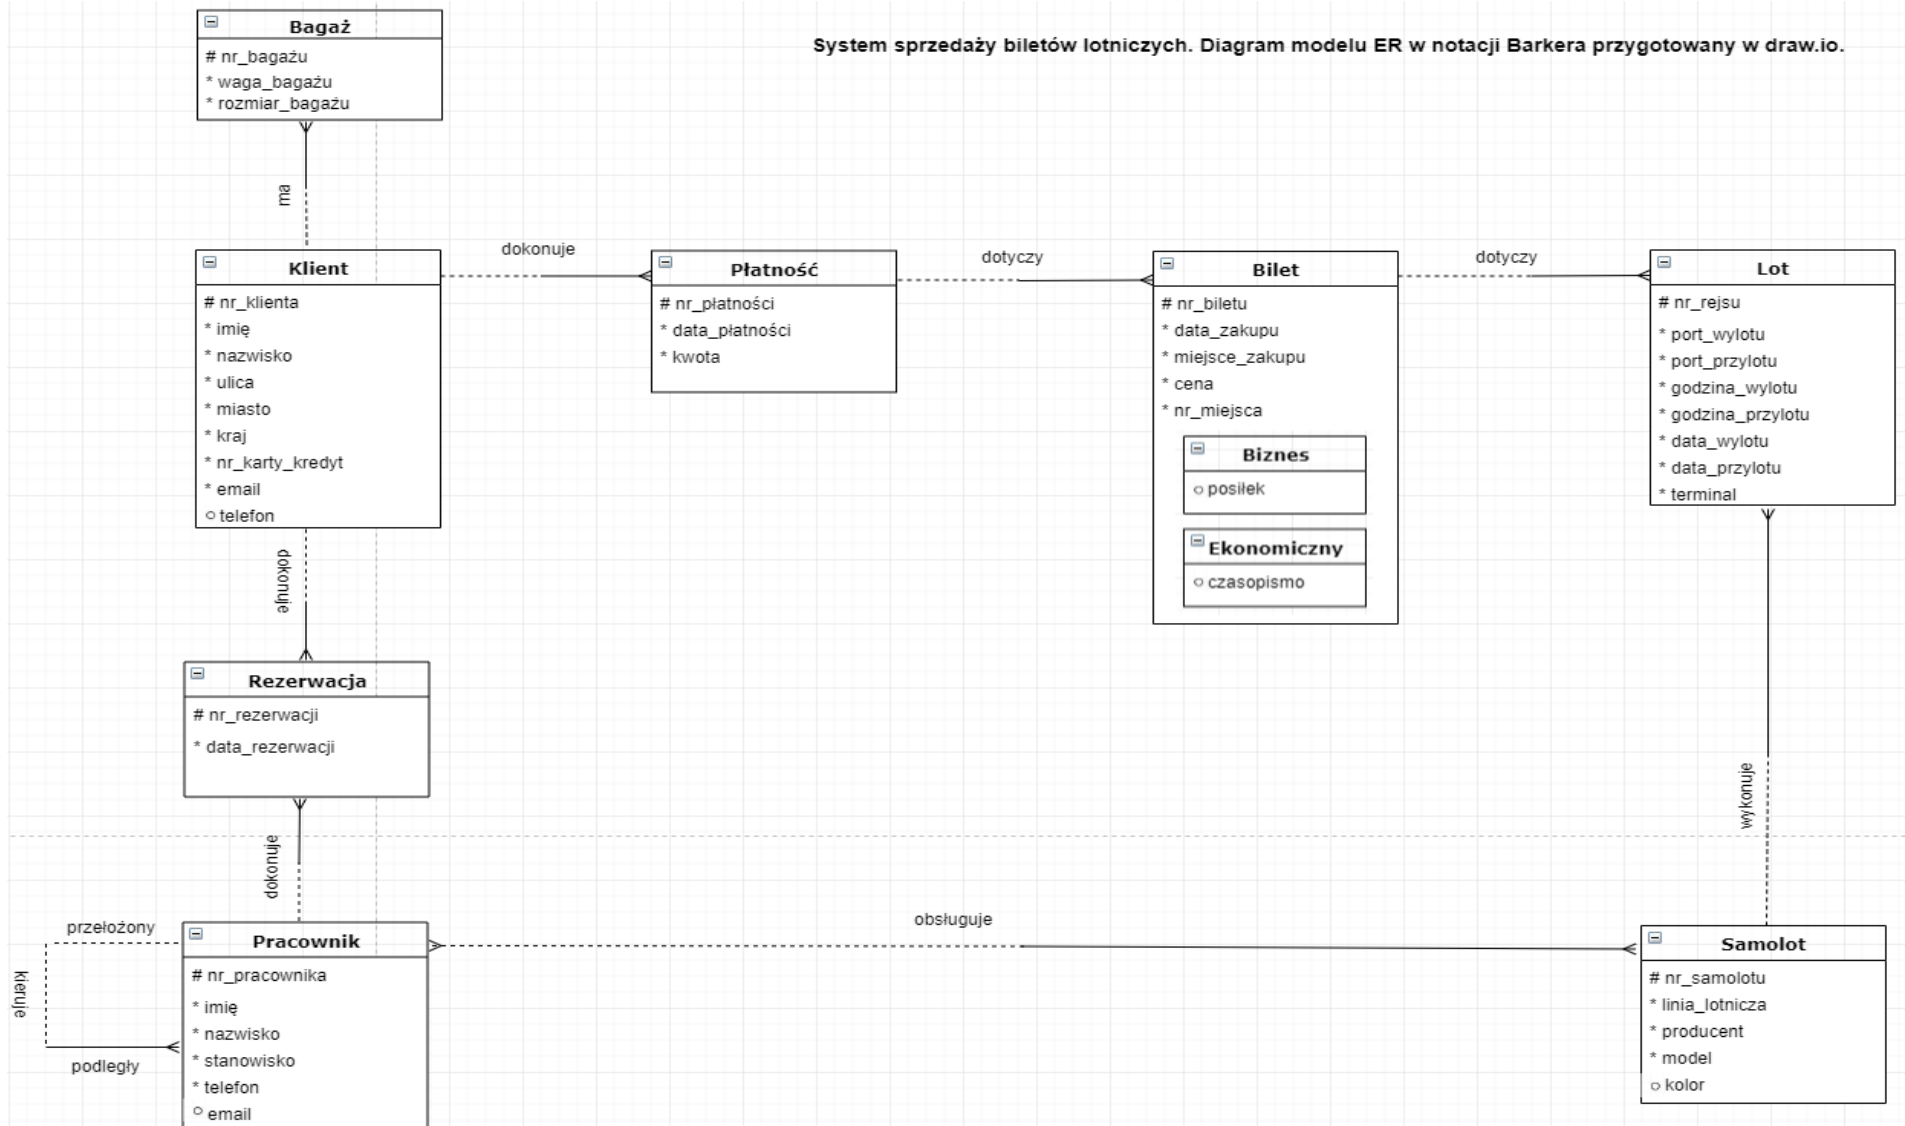 System sprzedaży biletów lotniczych. Diagram modelu ER w notacji Barkera przygotowany w draw.io.
Bagaż
# nr_bagażu
* waga_bagażu
* rozmiar_bagażu
ma
Klient
# nr_klienta
* imię
* nazwisko
* ulica
* miasto
* kraj
* nr_karty_kredyt
* email
o telefon
dokonuje
Płatność
# nr_płatności
* data_płatności
* kwota
dotyczy
Bilet
# nr_biletu
* data_zakupu
* miejsce_zakupu
* cena
* nr_miejsca
Biznes
o posiłek
Ekonomiczny
o czasopismo
dotyczy
Lot
# nr_rejsu
* port_wylotu
* port_przylotu
* godzina_wylotu
* godzina_przylotu
* data_wylotu
* data_przylotu
* terminal
dokonuje
Rezerwacja
# nr_rezerwacji
* data_rezerwacji
dokonuje
wykonuje
przełożony
kieruje
podległy
Pracownik
# nr_pracownika
* imię
* nazwisko
* stanowisko
* telefon
o email
obsługuje
Samolot
# nr_samolotu
* linia_lotnicza
* producent
* model
o kolor